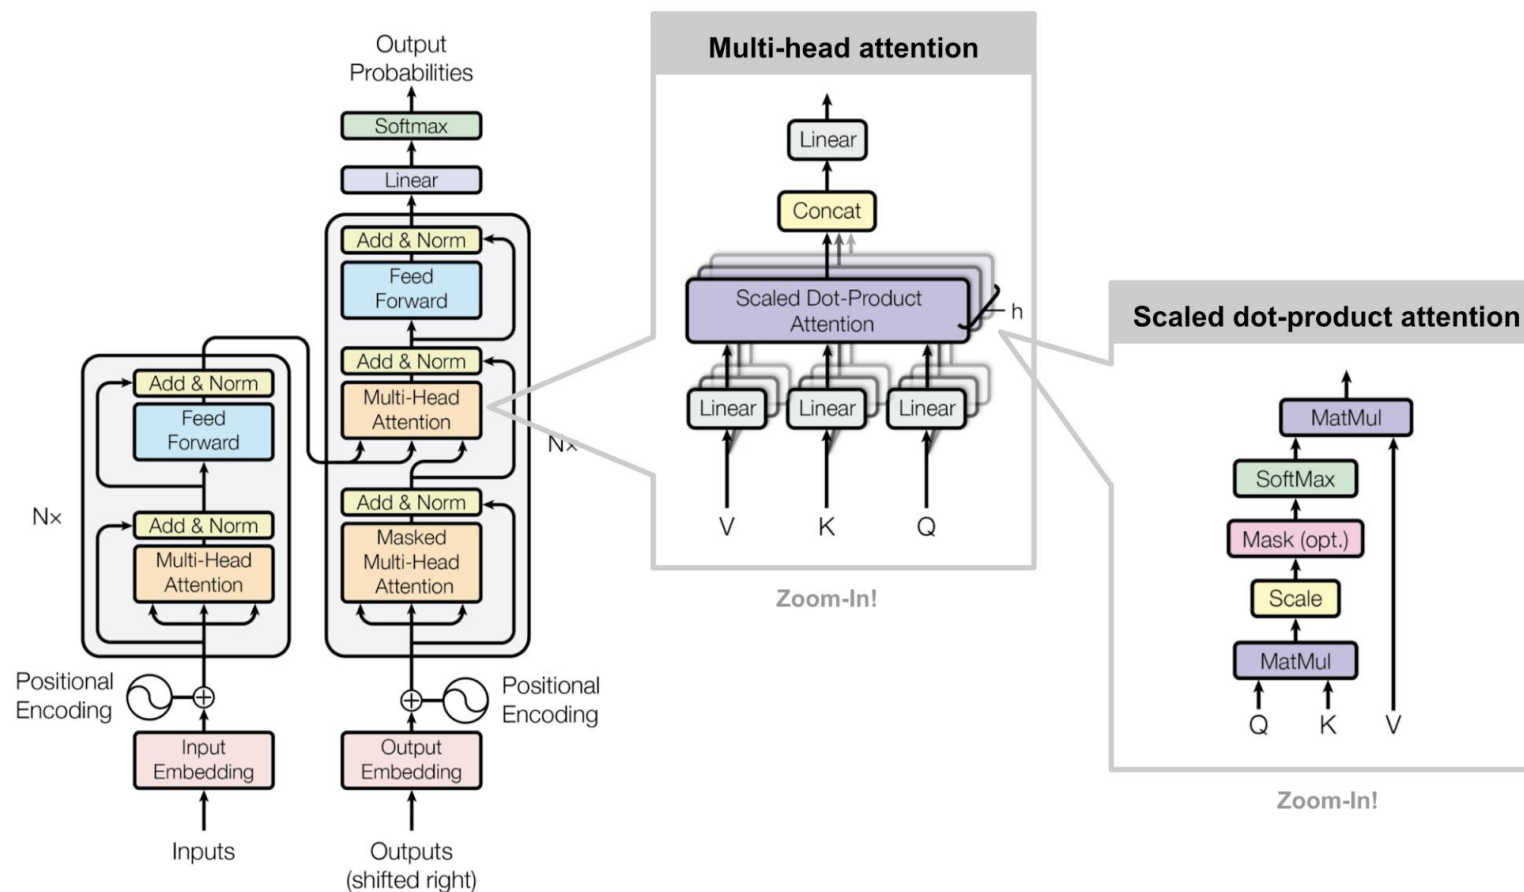 Output
Probabilities
Softmax
Linear
Add & Norm
Feed
Forward
Add & Norm
Multi-Head
Attention
Nx
Add & Norm
Masked
Multi-Head
Attention
Add & Norm
Feed
Forward
Nx
Add & Norm
Multi-Head
Attention
Positional
Encoding
Positional
Encoding
Input
Embedding
Output
Embedding
Inputs
Outputs
(shifted right)
Multi-head attention
Linear
Concat
Scaled Dot-Product
Attention
h
Linear
Linear
Linear
V
K
Q
Zoom-In!
Scaled dot-product attention
MatMul
SoftMax
Mask (opt.)
Scale
MatMul
Q
K
V
Zoom-In!